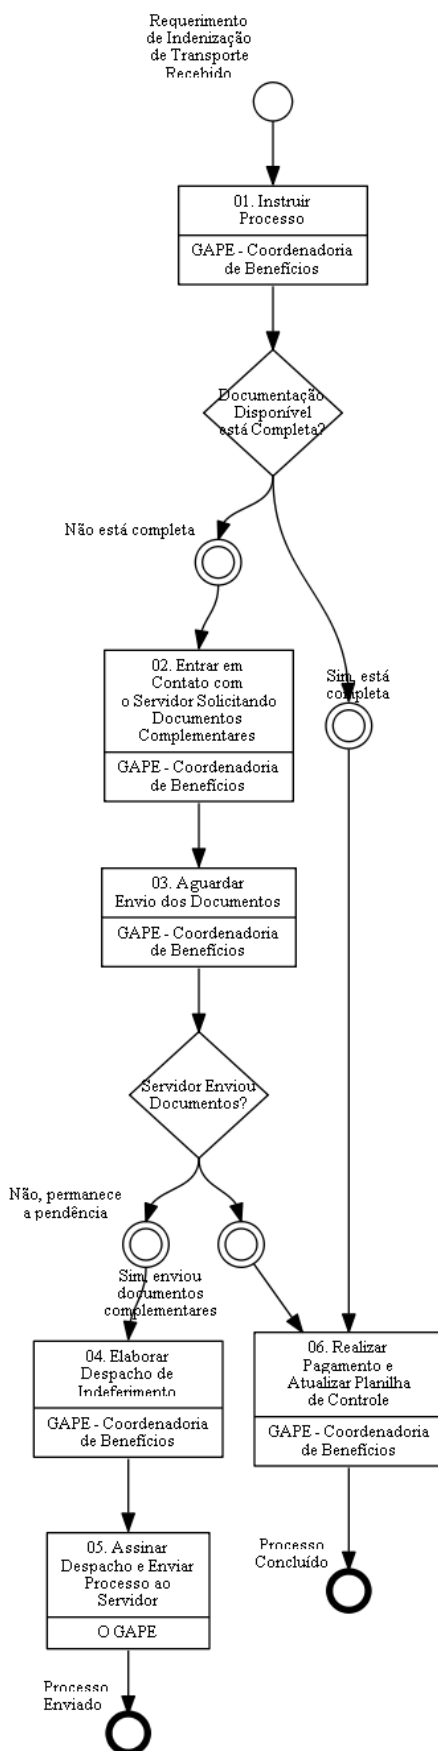 Requerimento
de Indenização
de Transporte
Recebido
01. Instruir
Processo
GAPE - Coordenadoria
de Benefícios
Documentação
Disponível
está Completa?
Não está completa
02. Entrar em
Contato com
o Servidor Solicitando
Documentos
Complementares
GAPE - Coordenadoria
de Benefícios
Sim, está
completa
03. Aguardar
Envio dos Documentos
GAPE - Coordenadoria
de Benefícios
Servidor Enviou
Documentos?
Não, permanece
a pendência
Sim, enviou
documentos
complementares
04. Elaborar
Despacho de
Indeferimento
GAPE - Coordenadoria
de Benefícios
06. Realizar
Pagamento e
Atualizar Planilha
de Controle
GAPE - Coordenadoria
de Benefícios
05. Assinar
Despacho e Enviar
Processo ao
Servidor
O GAPE
Processo
Concluído
Processo
Enviado